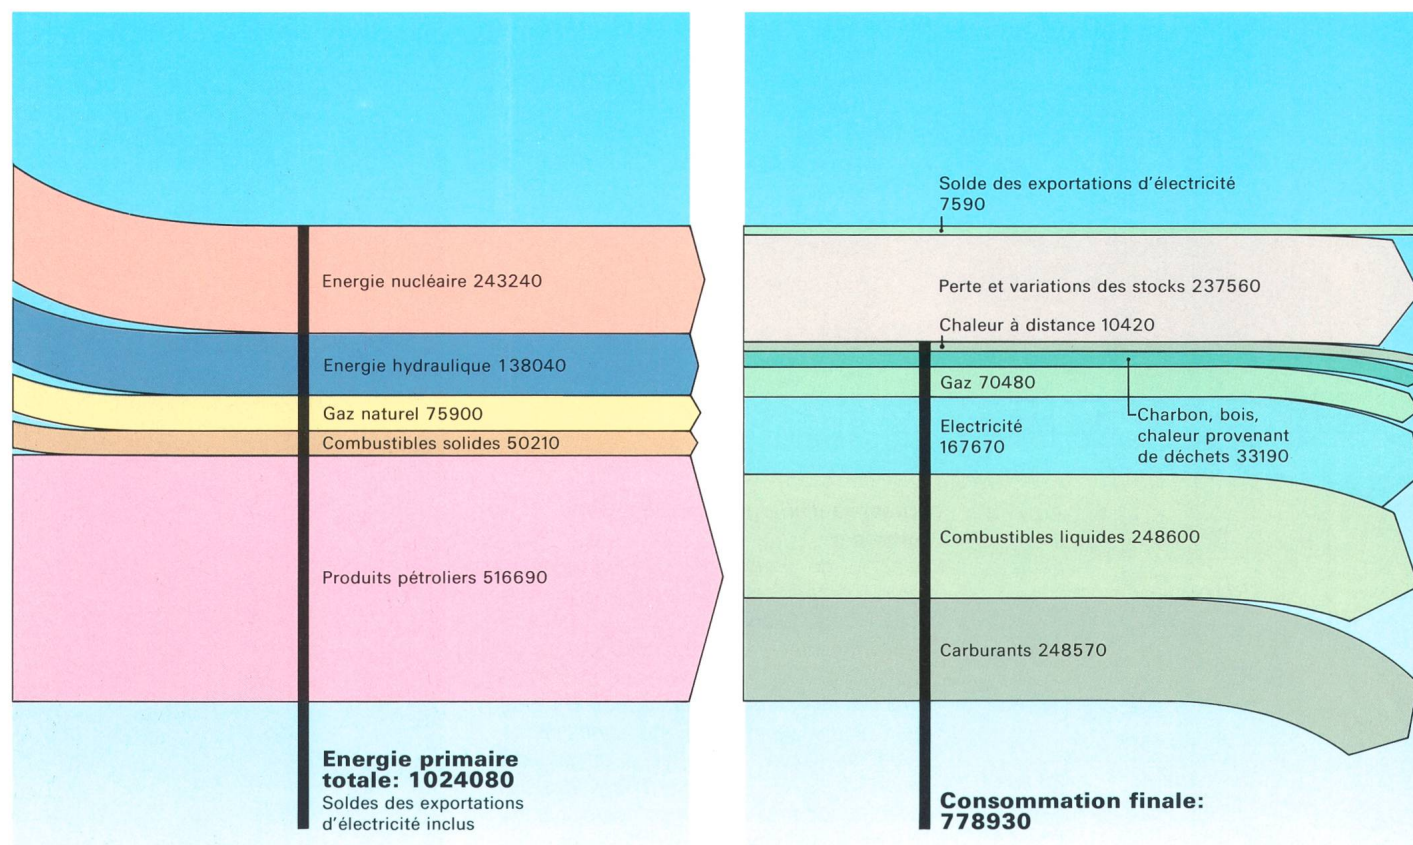 Energie nucléaire 243240
Energie hydraulique 138040
Gaz naturel 75900
Combustibles solides 50210
Produits pétroliers 516690
Energie primaire
totale: 1024080
Soldes des exportations
d'électricité inclus
Solde des exportations d'électricité
7590
Perte et variations des stocks 237560
Chaleur à distance 10420
Gaz 70480
Charbon, bois,
chaleur provenant
de déchets 33190
Electricité
167670
Combustibles liquides 248600
Carburants 248570
Consommation finale:
778930